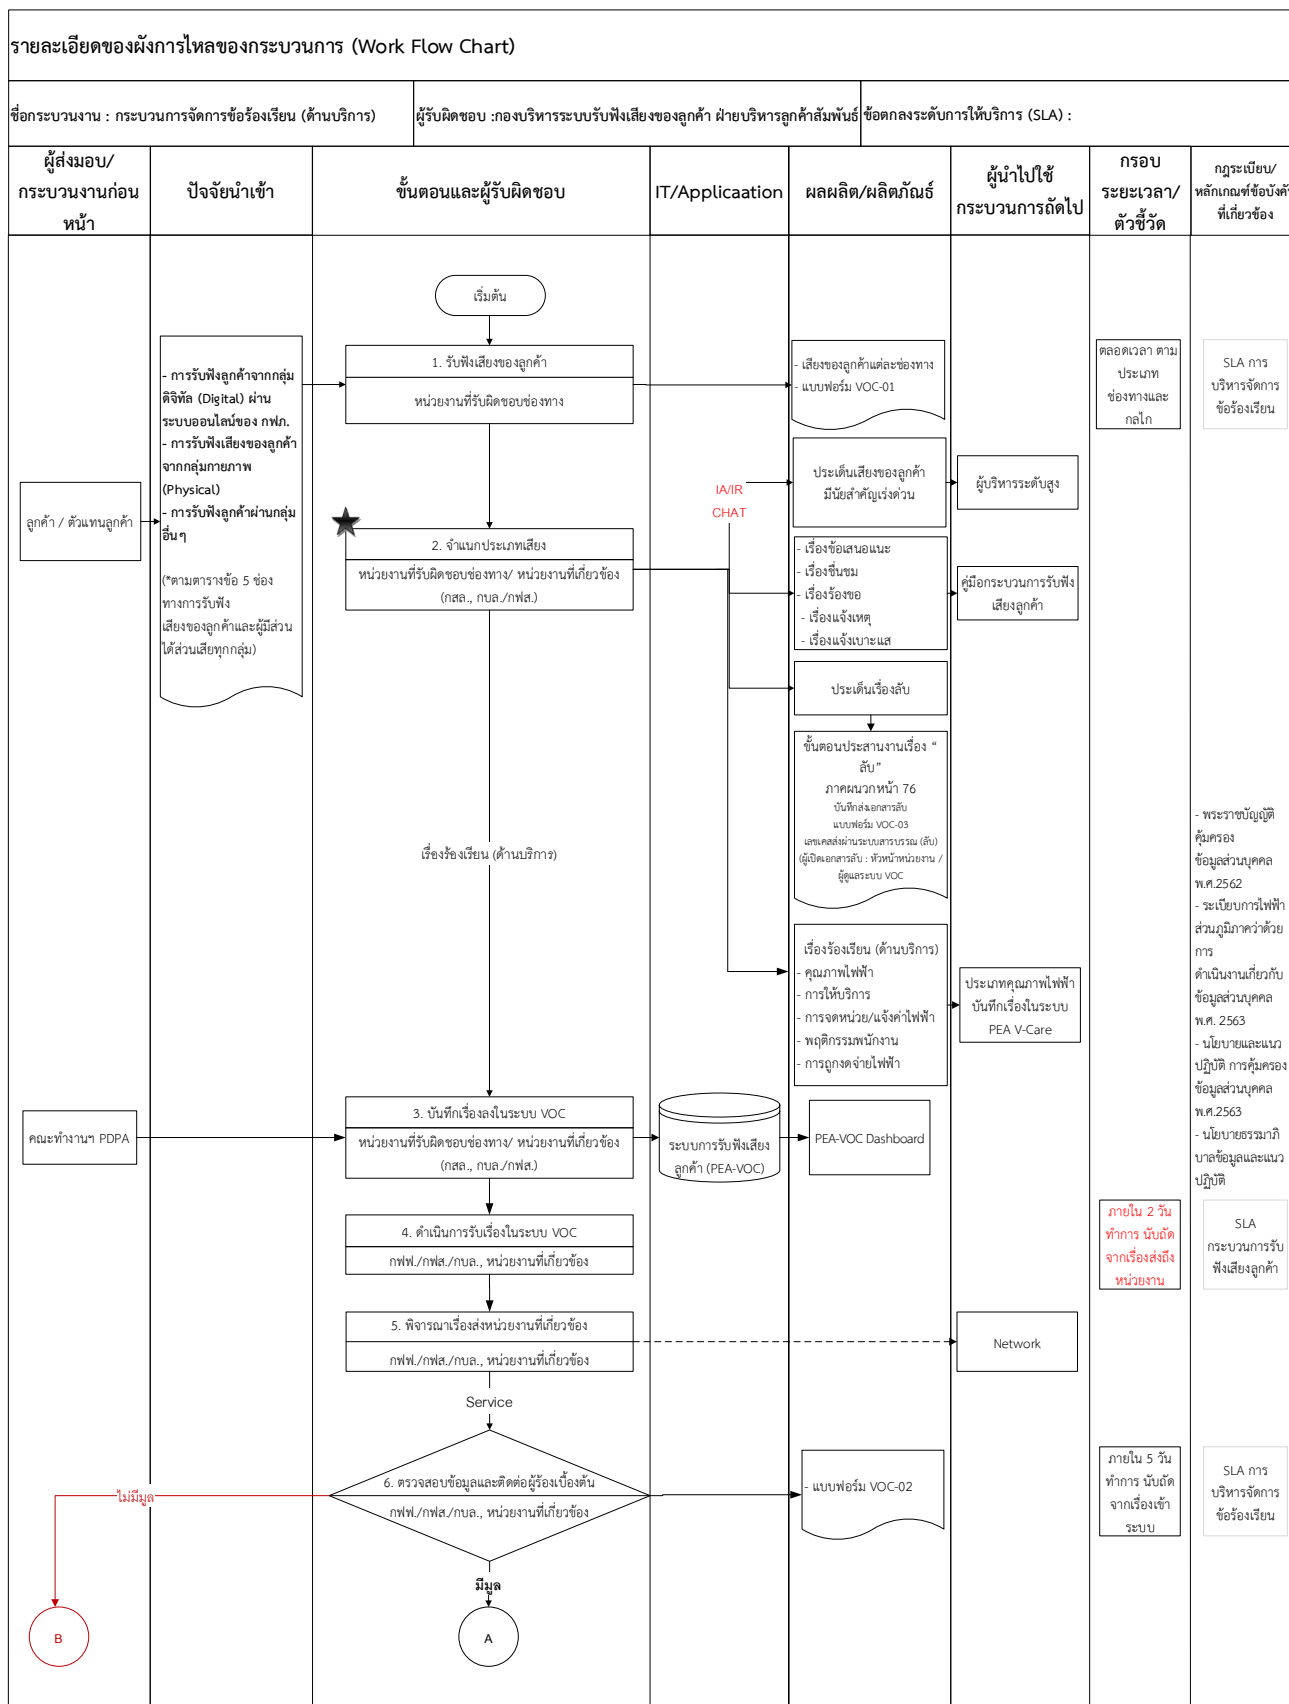 รายละเอียดของผังการไหลของกระบวนการ (Work Flow Chart)
ชื่อกระบวนงาน : กระบวนการจัดการข้อร้องเรียน (ด้านบริการ)
ผู้รับผิดชอบ :กองบริหารระบบรับฟังเสียงของลูกค้า ฝ่ายบริหารลูกค้าสัมพันธ์
ข้อตกลงระดับการให้บริการ (SLA) :
ผู้ส่งมอบ/
กระบวนงานก่อน
หน้า
ปัจจัยนำเข้า
ขั้นตอนและผู้รับผิดชอบ
IT/Applicaation
ผลผลิต/ผลิตภัณธ์
ผู้นำไปใช้
กระบวนการถัดไป
กรอบ
ระยะเวลา/
ตัวชี้วัด
กฎระเบียบ/
หลักเกณฑ์ข้อบังคั
ที่เกี่ยวข้อง
เริ่มต้น
1. รับฟังเสียงของลูกค้า
หน่วยงานที่รับผิดชอบช่องทาง
- การรับฟังลูกค้าจากกลุ่ม
ดิจิทัล (Digital) ผ่าน
ระบบออนไลน์ของ กฟภ.
- การรับฟังเสียงของลูกค้า
จากกลุ่มกายภาพ
(Physical)
- การรับฟังลูกค้าผ่านกลุ่ม
อื่นๆ
(*ตามตารางข้อ 5 ช่อง
ทางการรับฟัง
เสียงของลูกค้าและผู้มีส่วน
ได้ส่วนเสียทุกกลุ่ม)
- เสียงของลูกค้าแต่ละช่องทาง
- แบบฟอร์ม VOC-01
ตลอดเวลา ตาม
ประเภท
ช่องทางและ
กลไก
SLA การ
บริหารจัดการ
ข้อร้องเรียน
ลูกค้า / ตัวแทนลูกค้า
IA/IR
CHAT
ประเด็นเสียงของลูกค้า
มีนัยสำคัญเร่งด่วน
ผู้บริหารระดับสูง
2. จำแนกประเภทเสียง
หน่วยงานที่รับผิดชอบช่องทาง/ หน่วยงานที่เกี่ยวข้อง
(กสล., กบล./กฟส.)
- เรื่องข้อเสนอแนะ
- เรื่องชื่นชม
- เรื่องร้องขอ
- เรื่องแจ้งเหตุ
- เรื่องแจ้งเบาะแส
คู่มือกระบวนการรับฟัง
เสียงลูกค้า
ประเด็นเรื่องลับ
ขั้นตอนประสานงานเรื่อง “
ลับ”
ภาคผนวกหน้า 76
บันทึกส่งเอกสารลับ
แบบฟอร์ม VOC-03
เลขเคสส่งผ่านระบบสารบรรณ (ลับ)
(ผู้เปิดเอกสารลับ : หัวหน้าหน่วยงาน /
ผู้ดูแลระบบ VOC
เรื่องร้องเรียน (ด้านบริการ)
เรื่องร้องเรียน (ด้านบริการ)
- คุณภาพไฟฟ้า
- การให้บริการ
- การจดหน่วย/แจ้งค่าไฟฟ้า
- พฤติกรรมพนักงาน
- การถูกงดจ่ายไฟฟ้า
ประเภทคุณภาพไฟฟ้า
บันทึกเรื่องในระบบ
PEA V-Care
- พระราชบัญญัติ
คุ้มครอง
ข้อมูลส่วนบุคคล
พ.ศ.2562
- ระเบียบการไฟฟ้า
ส่วนภูมิภาคว่าด้วย
การ
ดำเนินงานเกี่ยวกับ
ข้อมูลส่วนบุคคล
พ.ศ. 2563
- นโยบายและแนว
ปฏิบัติ การคุ้มครอง
ข้อมูลส่วนบุคคล
พ.ศ.2563
- นโยบายธรรมาภิ
บาลข้อมูลและแนว
ปฏิบัติ
คณะทำงานฯ PDPA
3. บันทึกเรื่องลงในระบบ VOC
หน่วยงานที่รับผิดชอบช่องทาง/ หน่วยงานที่เกี่ยวข้อง
(กสล., กบล./กฟส.)
ระบบการรับฟังเสียง
ลูกค้า (PEA-VOC)
PEA-VOC Dashboard
4. ดำเนินการรับเรื่องในระบบ VOC
กฟฟ./กฟส./กบล., หน่วยงานที่เกี่ยวข้อง
ภายใน 2 วัน
ทำการ นับถัด
จากเรื่องส่งถึง
หน่วยงาน
SLA
กระบวนการรับ
ฟังเสียงลูกค้า
5. พิจารณาเรื่องส่งหน่วยงานที่เกี่ยวข้อง
กฟฟ./กฟส./กบล., หน่วยงานที่เกี่ยวข้อง
Network
Service
6. ตรวจสอบข้อมูลและติดต่อผู้ร้องเบื้องต้น
กฟฟ./กฟส./กบล., หน่วยงานที่เกี่ยวข้อง
ไม่มีมูล
- แบบฟอร์ม VOC-02
ภายใน 5 วัน
ทำการ นับถัด
จากเรื่องเข้า
ระบบ
SLA การ
บริหารจัดการ
ข้อร้องเรียน
มีมูล
B
A